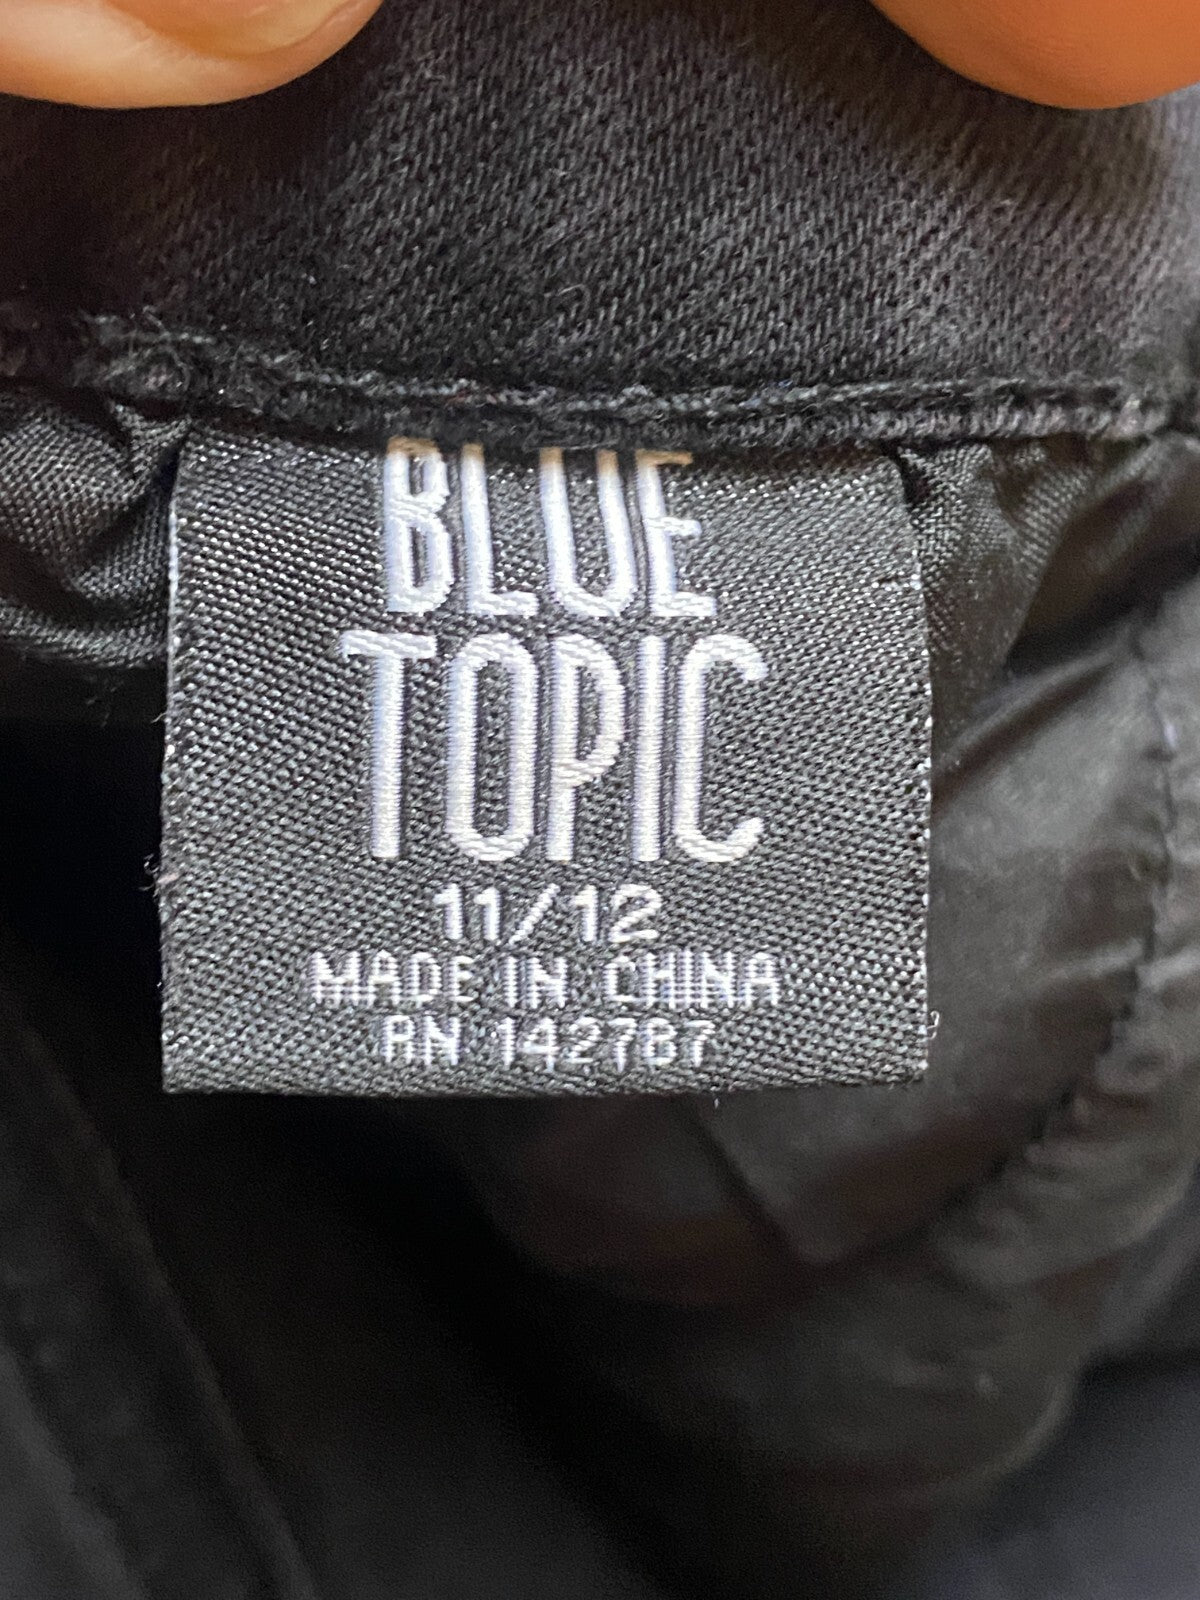 BLUE
TOPIC
11/12
MADE IN CHINA
RN 142787